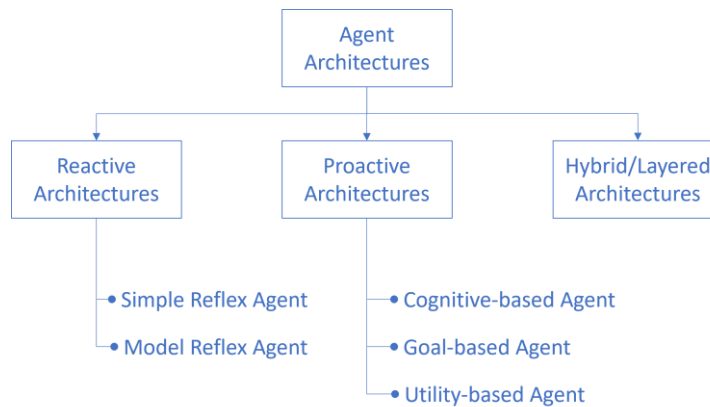 Agent
Architectures
Reactive
Architectures
Proactive
Architectures
Hybrid/Layered
Architectures
Simple Reflex Agent
Model Reflex Agent
Cognitive-based Agent
Goal-based Agent
Utility-based Agent